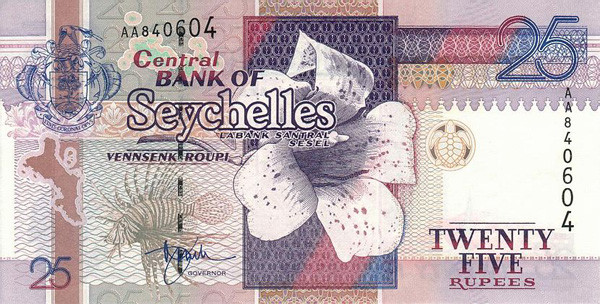 AA840604
25
Central
BANK OF
Seychelles
LABANK SANTRAL
SESEL
VENNSENK ROUPI
AA840604
GOVERNOR
25
TWENTY
FIVE
RUPEES